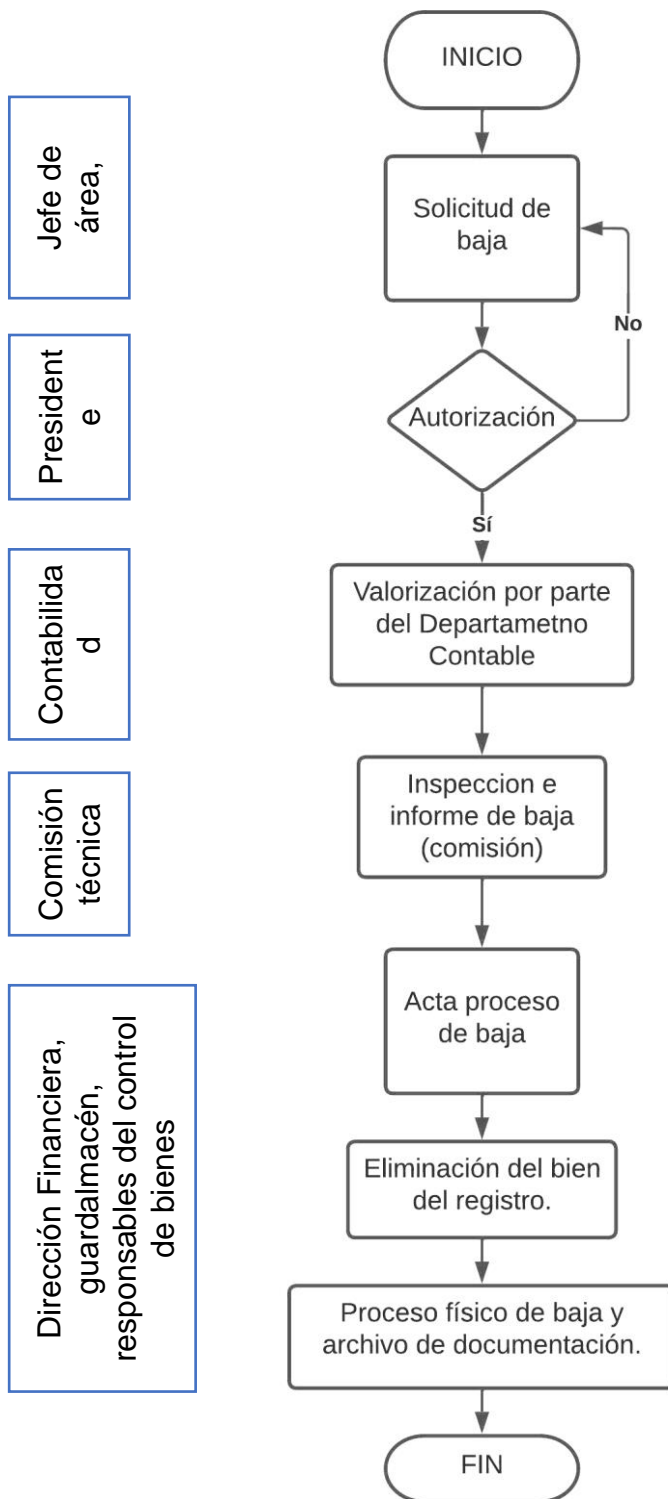 INICIO
Jefe de
área,
Solicitud de
baja
No
President
e
Autorización
Sí
Contabilida
d
Valorización por parte
del Departametno
Contable
Comisión
técnica
Inspeccion e
informe de baja
(comisión)
Dirección Financiera,
guardalmacén,
responsables del control
de bienes
Acta proceso
de baja
Eliminación del bien
del registro.
Proceso físico de baja y
archivo de documentación.
FIN